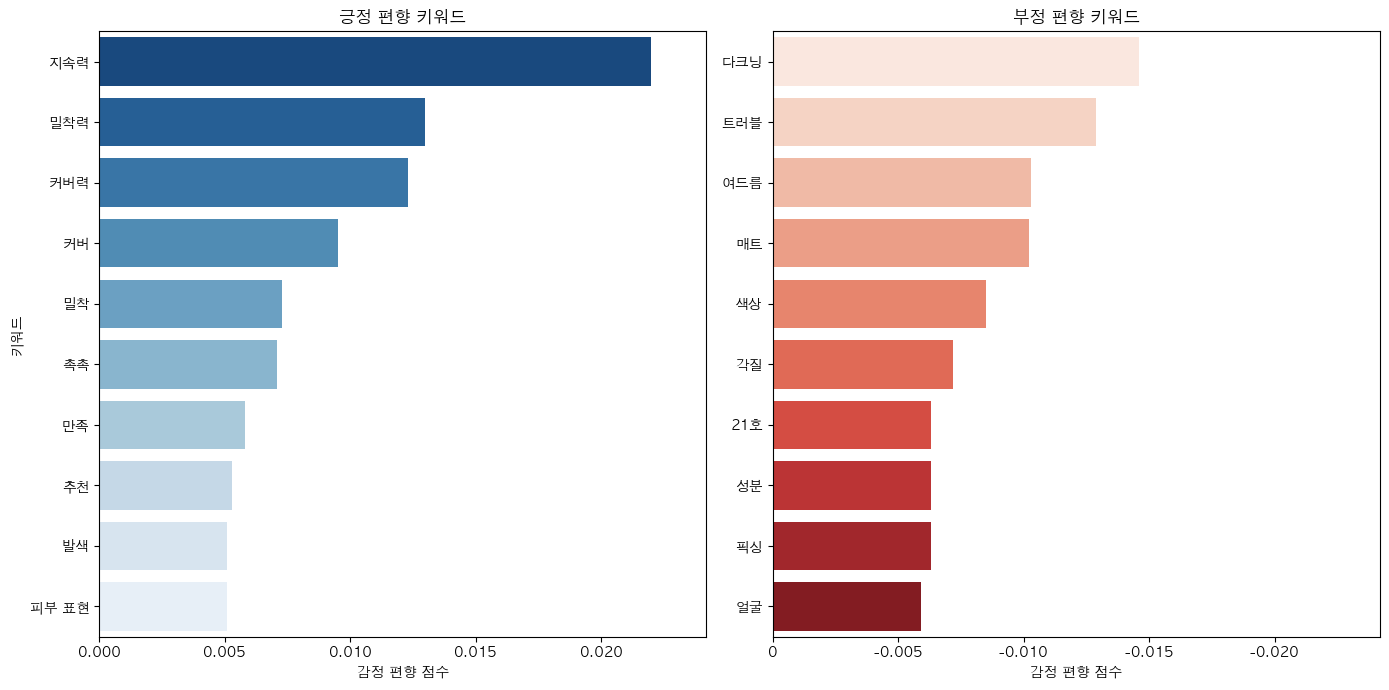 긍정 편향 키워드
키워드
지속력
밀착력
커버력
커버
밀착
촉촉
만족
추천
발색
피부 표현
0.000 0.005 0.010 0.015 0.020
감정 편향 점수
부정 편향 키워드
다크닝
트러블
여드름
매트
색상
각질
21호
성분
픽싱
얼굴
0 -0.005 -0.010 -0.015 -0.020
감정 편향 점수